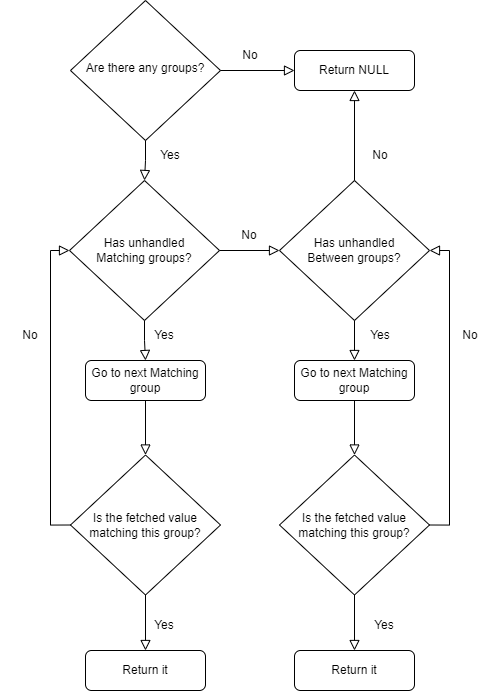 No
Are there any groups?
Return NULL
Yes
No
Has unhandled
Matching groups?
No
Has unhandled
Between groups?
No
Yes
Yes
No
Go to next Matching
group
Go to next Matching
group
Is the fetched value
matching this group?
Is the fetched value
matching this group?
Yes
Yes
Return it
Return it